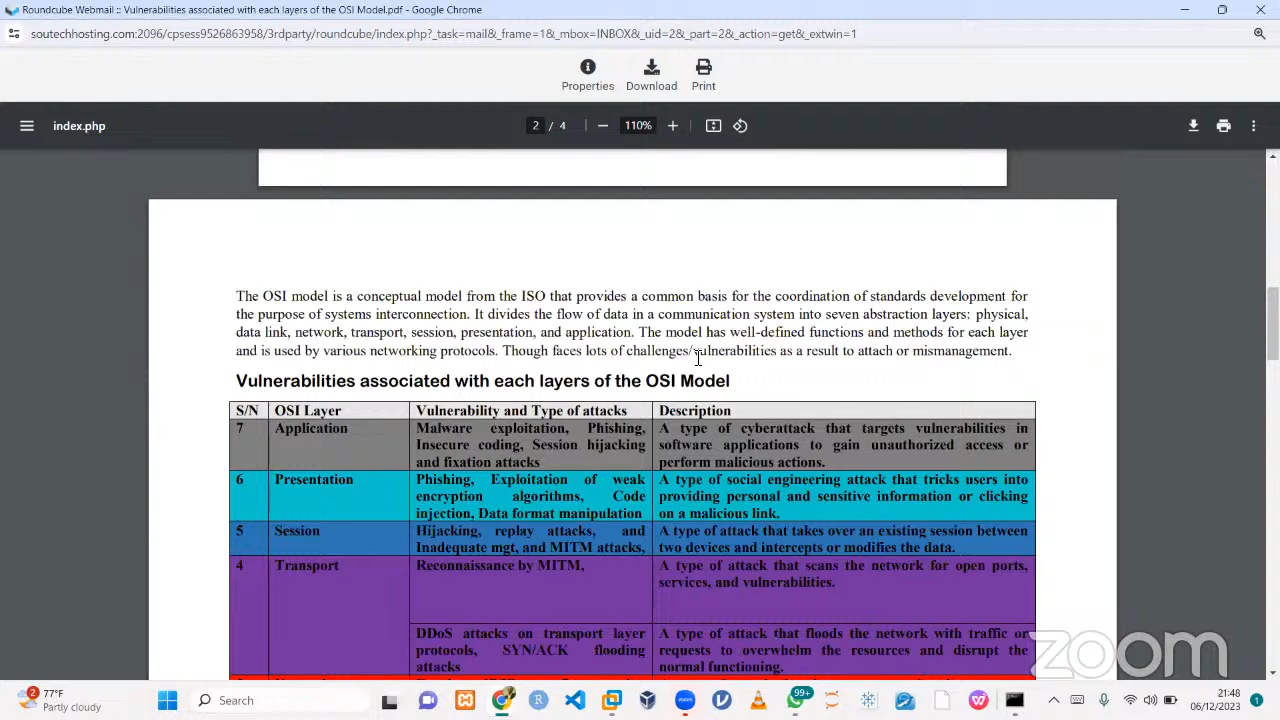 Roundcube Webmail :: Vulnerabilities associated with each layers of the OSI Model.pdf - Google Chrome
soutechhosting.com:2096/cpsess9526863958/3rdparty/roundcube/index.php?_task=mail&_frame=1&_mbox=INBOX&_uid=2&_part=2&_action=get&_extwin=1
Properties Download Print
index.php 2 / 4 110%
The OSI model is a conceptual model from the ISO that provides a common basis for the coordination of standards development for
the purpose of systems interconnection. It divides the flow of data in a communication system into seven abstraction layers: physical,
data link, network, transport, session, presentation, and application. The model has well-defined functions and methods for each layer
and is used by various networking protocols. Though faces lots of challenges/vulnerabilities as a result to attach or mismanagement.
Vulnerabilities associated with each layers of the OSI Model
S/N OSI Layer Vulnerability and Type of attacks Description
7 Application Malware exploitation, Phishing, A type of cyberattack that targets vulnerabilities in
Insecure coding, Session hijacking software applications to gain unauthorized access or
and fixation attacks perform malicious actions.
6 Presentation Phishing, Exploitation of weak A type of social engineering attack that tricks users into
encryption algorithms, Code providing personal and sensitive information or clicking
injection, Data format manipulation on a malicious link.
5 Session Hijacking, replay attacks, and A type of attack that takes over an existing session between
Inadequate mgt, and MITM attacks, two devices and intercepts or modifies the data.
4 Transport Reconnaissance by MITM, A type of attack that scans the network for open ports,
services, and vulnerabilities.
DDoS attacks on transport layer A type of attack that floods the network with traffic or
protocols, SYN/ACK flooding requests to overwhelm the resources and disrupt the
attacks normal functioning.
zoom
2 77°F
Partly cloudy
Search
99+
21:48
06/12/2023
1